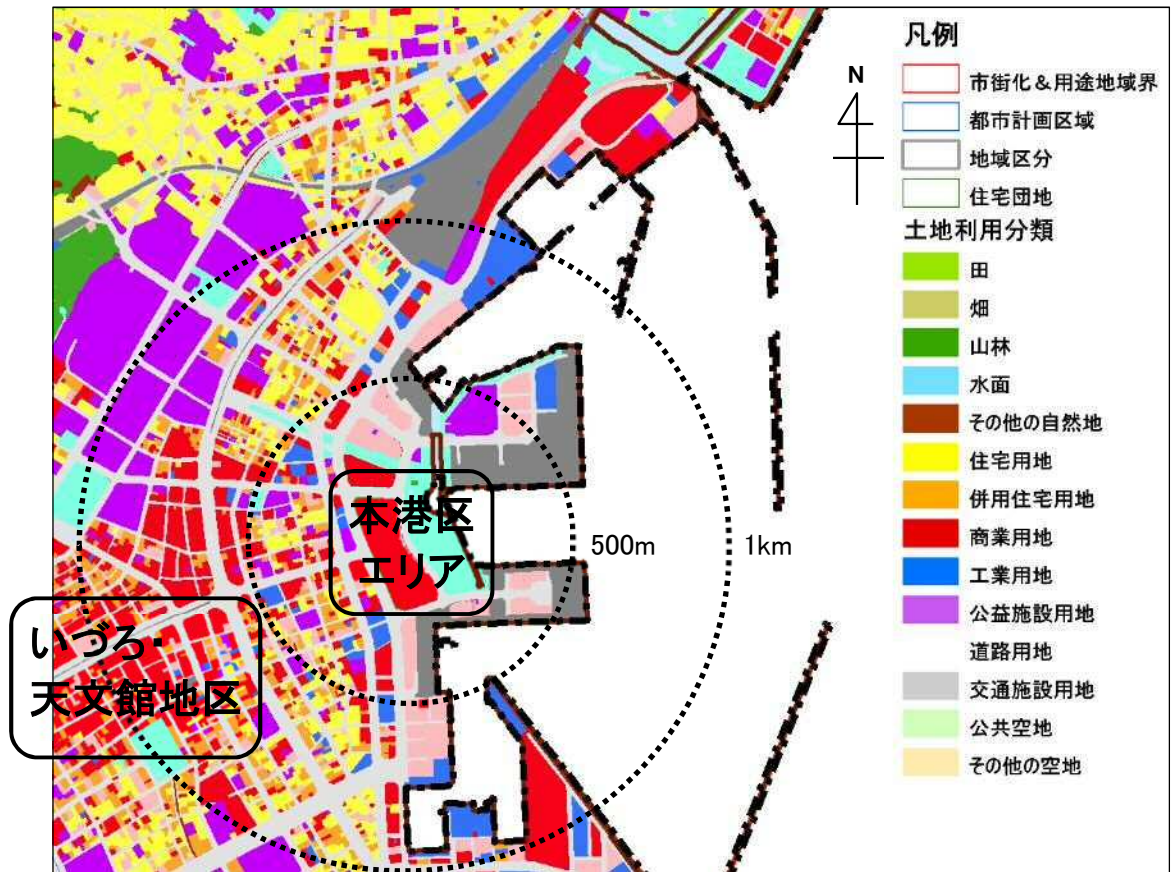 凡例
N
市街化＆用途地域界
都市計画区域
地域区分
住宅団地
土地利用分類
田
畑
山林
水面
その他の自然地
住宅用地
併用住宅用地
商業用地
工業用地
公益施設用地
道路用地
交通施設用地
公共空地
その他の空地
本港区
エリア
500m
1km
いづろ・
天文館地区